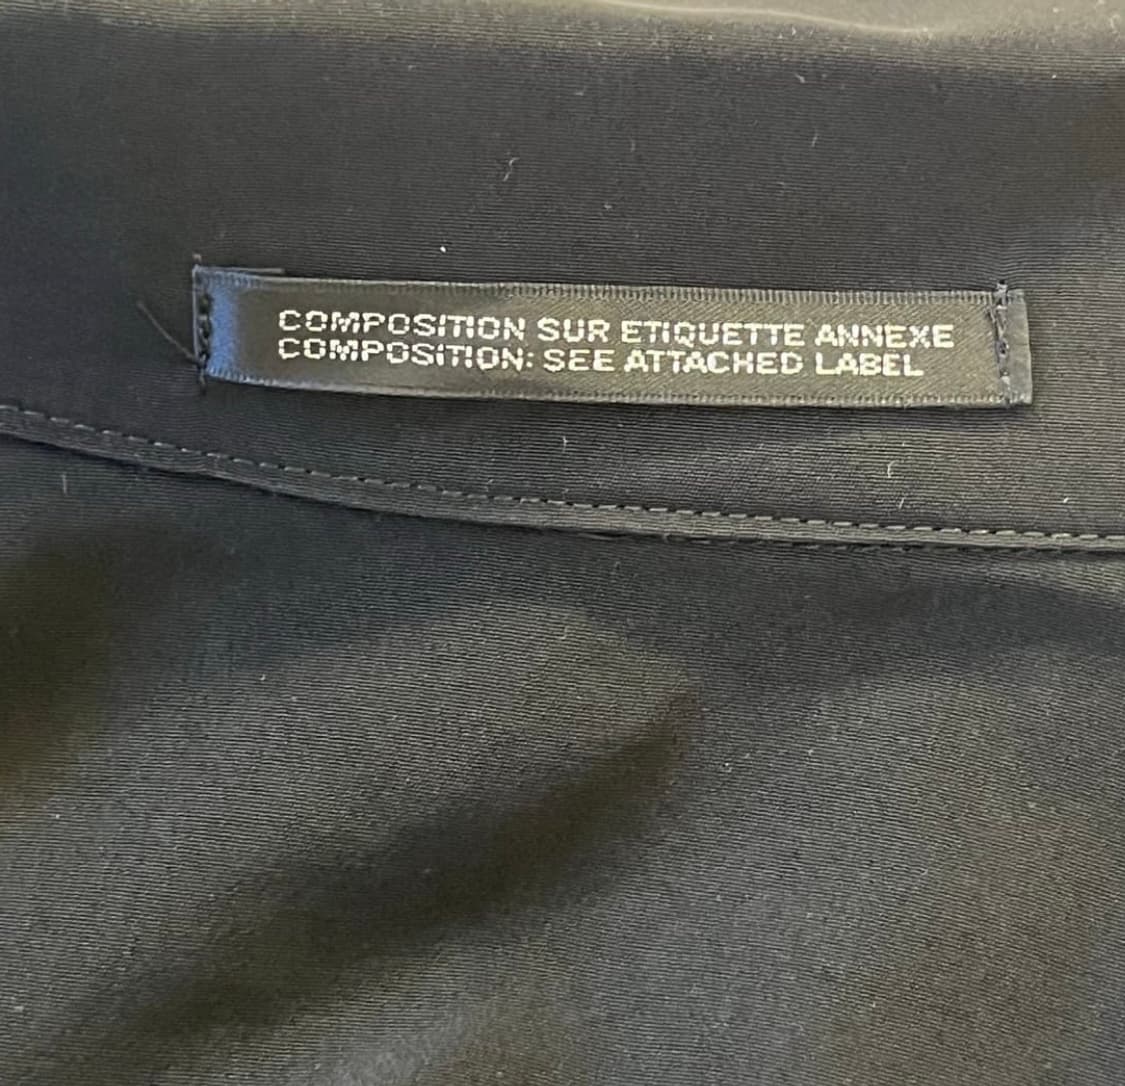 COMPOSITION SUR ETIQUETTE ANNEXE
COMPOSITION: SEE ATTACHED LABEL